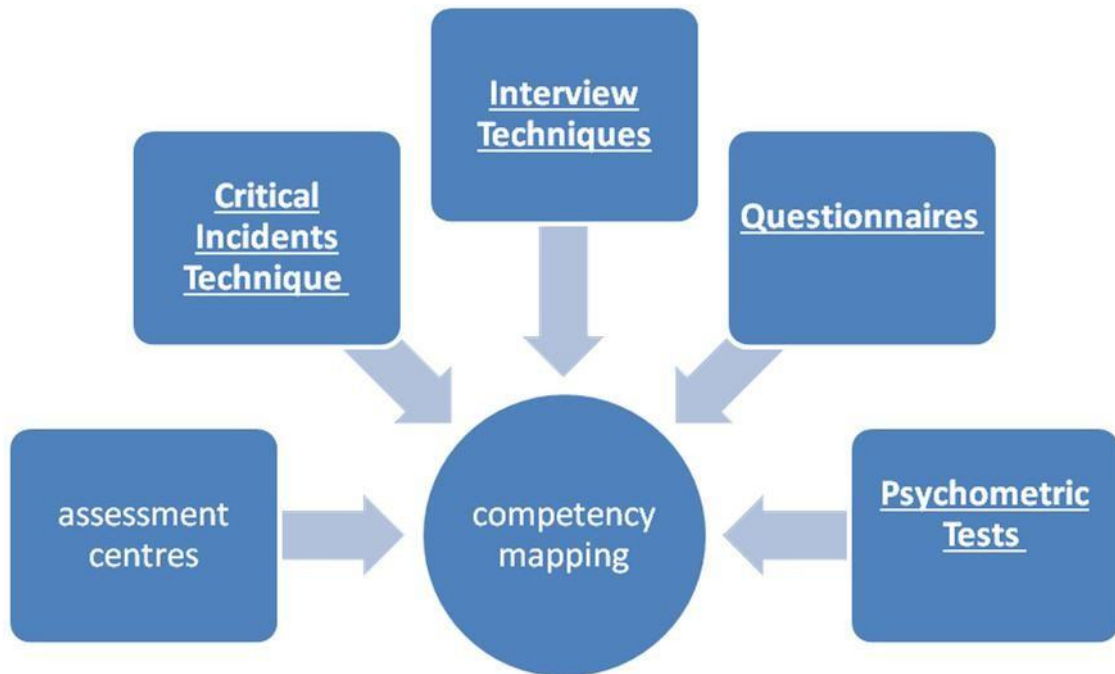 Interview
Techniques
Critical
Incidents
Technique
Questionnaires
assessment
centres
competency
mapping
Psychometric
Tests